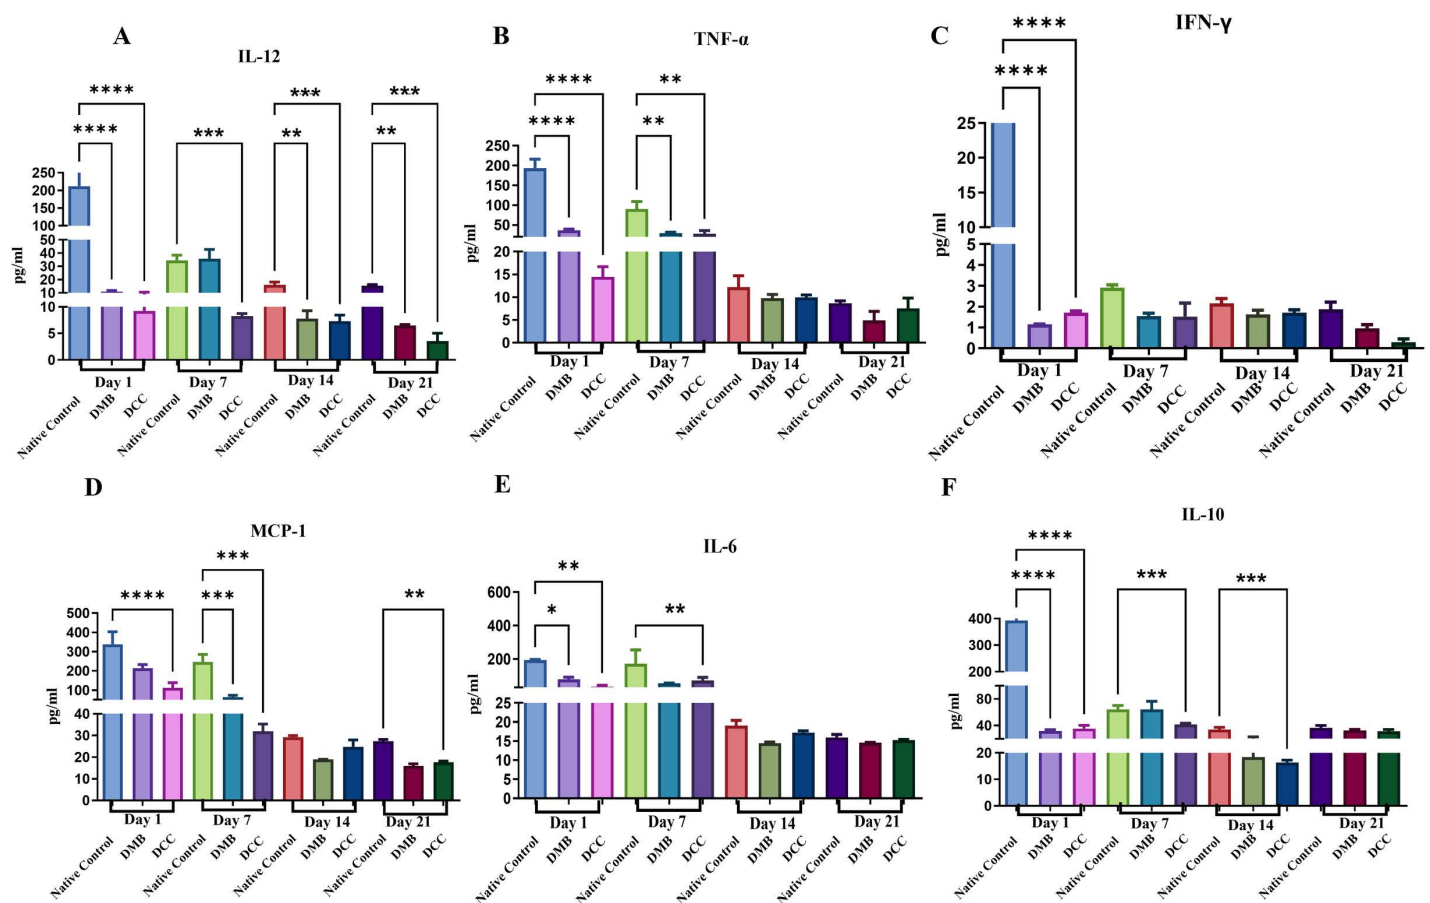 A
IL-12
****
****
***
***
**
***
**
pg/ml
250
200
150
100
50
40
30
20
10
10
5
0
Day 1
Day 7
Day 14
Day 21
Native Control
DMB
DCC
Native Control
DMB
DCC
Native Control
DMB
DCC
Native Control
DMB
DCC
B
TNF-α
****
****
**
**
pg/ml
250
200
150
100
50
20
15
10
5
0
Day 1
Day 7
Day 14
Day 21
Native Control
DMB
DCC
Native Control
DMB
DCC
Native Control
DMB
DCC
Native Control
DMB
DCC
C
IFN-γ
****
****
pg/ml
25
20
15
10
5
4
3
2
1
0
Day 1
Day 7
Day 14
Day 21
Native Control
DMB
DCC
Native Control
DMB
DCC
Native Control
DMB
DCC
Native Control
DMB
DCC
D
MCP-1
****
***
***
**
pg/ml
500
400
300
200
100
40
30
20
10
0
Day 1
Day 7
Day 14
Day 21
Native Control
DMB
DCC
Native Control
DMB
DCC
Native Control
DMB
DCC
Native Control
DMB
DCC
E
IL-6
**
*
**
pg/ml
600
400
200
25
20
15
10
5
0
Day 1
Day 7
Day 14
Day 21
Native Control
DMB
DCC
Native Control
DMB
DCC
Native Control
DMB
DCC
Native Control
DMB
DCC
F
IL-10
****
****
***
***
pg/ml
400
300
200
80
40
20
10
0
Day 1
Day 7
Day 14
Day 21
Native Control
DMB
DCC
Native Control
DMB
DCC
Native Control
DMB
DCC
Native Control
DMB
DCC